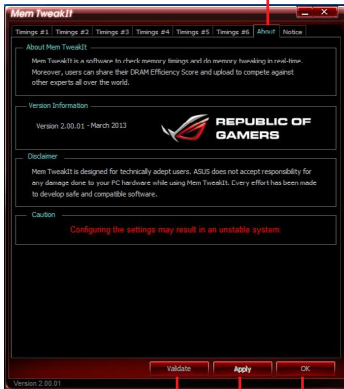 Mem TweakIt
Timings #1 Timings #2 Timings #3 Timings #4 Timings #5 Timings #6 About Notice
About Mem TweakIt
Mem TweakIt is a software to check memory timings and do memory tweaking in real-time.
Moreover, users can share their DRAM Efficiency Score and upload to compete against
other experts all over the world.
Version Information
Version 2.00.01 - March 2013
REPUBLIC OF
GAMERS
Disclaimer
Mem TweakIt is designed for technically adept users. ASUS does not accept responsibility for
any damage done to your PC hardware while using Mem TweakIt. Every effort has been made
to develop safe and compatible software.
Caution
Configuring the settings may result in an unstable system
Validate Apply OK
Version 2.00.01